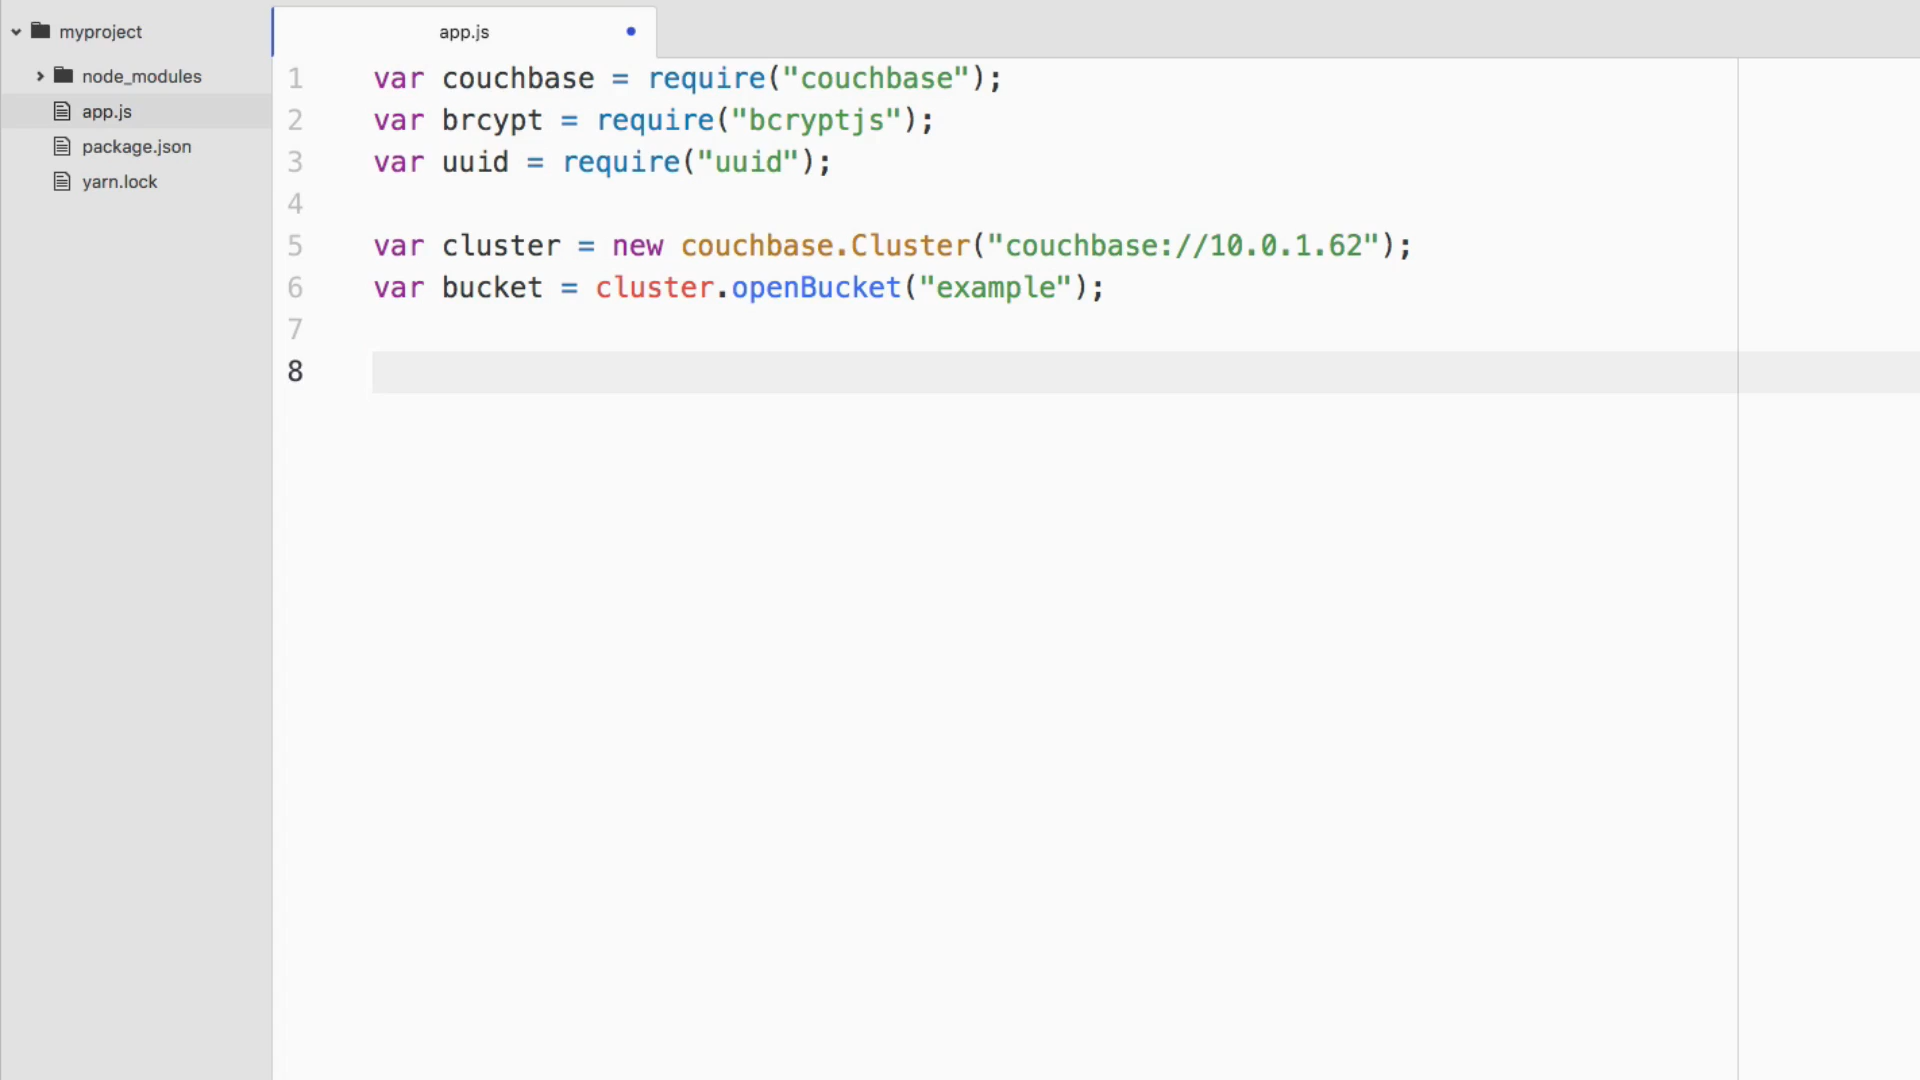 myproject
node_modules
app.js
package.json
yarn.lock
app.js
1 var couchbase = require("couchbase");
2 var brcypt = require("bcryptjs");
3 var uuid = require("uuid");
4
5 var cluster = new couchbase.Cluster("couchbase://10.0.1.62");
6 var bucket = cluster.openBucket("example");
7
8